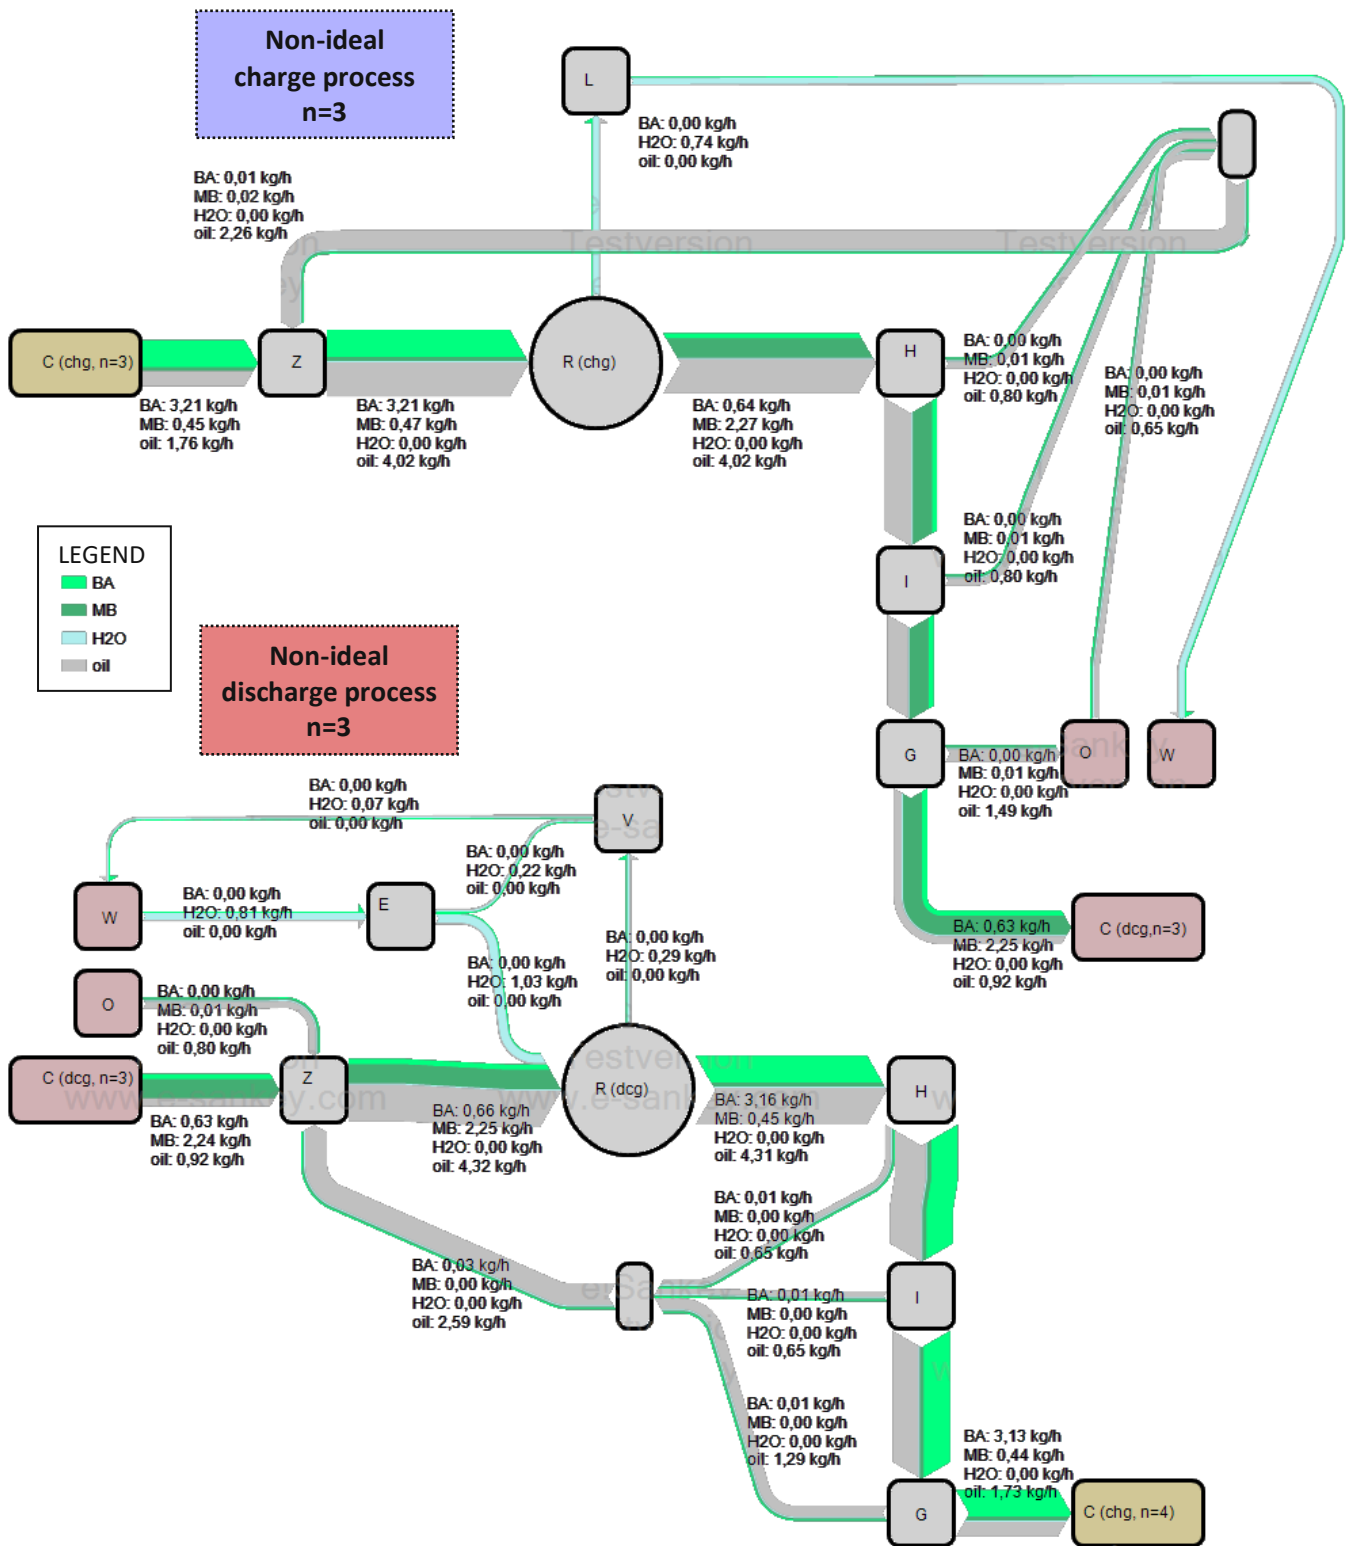 Non-ideal
charge process
n=3
L
BA: 0,00 kg/h
H2O: 0,74 kg/h
oil: 0,00 kg/h
BA: 0,01 kg/h
MB: 0,02 kg/h
H2O: 0,00 kg/h
oil: 2,26 kg/h
Testversion
Testversion
C (chg, n=3)
Z
R (chg)
H
BA: 0,00 kg/h
MB: 0,01 kg/h
H2O: 0,00 kg/h
oil: 0,80 kg/h
BA: 0,00 kg/h
MB: 0,01 kg/h
H2O: 0,00 kg/h
oil: 0,65 kg/h
BA: 3,21 kg/h
MB: 0,45 kg/h
oil: 1,76 kg/h
BA: 3,21 kg/h
MB: 0,47 kg/h
H2O: 0,00 kg/h
oil: 4,02 kg/h
BA: 0,64 kg/h
MB: 2,27 kg/h
H2O: 0,00 kg/h
oil: 4,02 kg/h
LEGEND
BA
MB
H2O
oil
I
BA: 0,00 kg/h
MB: 0,01 kg/h
H2O: 0,00 kg/h
oil: 0,80 kg/h
Non-ideal
discharge process
n=3
G
BA: 0,00 kg/h
MB: 0,01 kg/h
H2O: 0,00 kg/h
oil: 1,49 kg/h
O
W
BA: 0,00 kg/h
H2O: 0,07 kg/h
oil: 0,00 kg/h
V
BA: 0,00 kg/h
H2O: 0,22 kg/h
oil: 0,00 kg/h
W
BA: 0,00 kg/h
H2O: 0,81 kg/h
oil: 0,00 kg/h
E
BA: 0,63 kg/h
MB: 2,25 kg/h
H2O: 0,00 kg/h
oil: 0,92 kg/h
C (dcg,n=3)
BA: 0,00 kg/h
H2O: 0,29 kg/h
oil: 0,00 kg/h
BA: 0,00 kg/h
H2O: 1,03 kg/h
oil: 0,00 kg/h
O
BA: 0,00 kg/h
MB: 0,01 kg/h
H2O: 0,00 kg/h
oil: 0,80 kg/h
C (dcg, n=3)
Z
R (dcg)
H
www.e-sankey.com
www.e-sankey.com
BA: 0,63 kg/h
MB: 2,24 kg/h
oil: 0,92 kg/h
BA: 0,66 kg/h
MB: 2,25 kg/h
H2O: 0,00 kg/h
oil: 4,32 kg/h
BA: 3,16 kg/h
MB: 0,45 kg/h
H2O: 0,00 kg/h
oil: 4,31 kg/h
BA: 0,01 kg/h
MB: 0,00 kg/h
H2O: 0,00 kg/h
oil: 0,65 kg/h
BA: 0,03 kg/h
MB: 0,00 kg/h
H2O: 0,00 kg/h
oil: 2,59 kg/h
BA: 0,01 kg/h
MB: 0,00 kg/h
H2O: 0,00 kg/h
oil: 0,65 kg/h
I
BA: 0,01 kg/h
MB: 0,00 kg/h
H2O: 0,00 kg/h
oil: 1,29 kg/h
BA: 3,13 kg/h
MB: 0,44 kg/h
H2O: 0,00 kg/h
oil: 1,73 kg/h
G
C (chg, n=4)